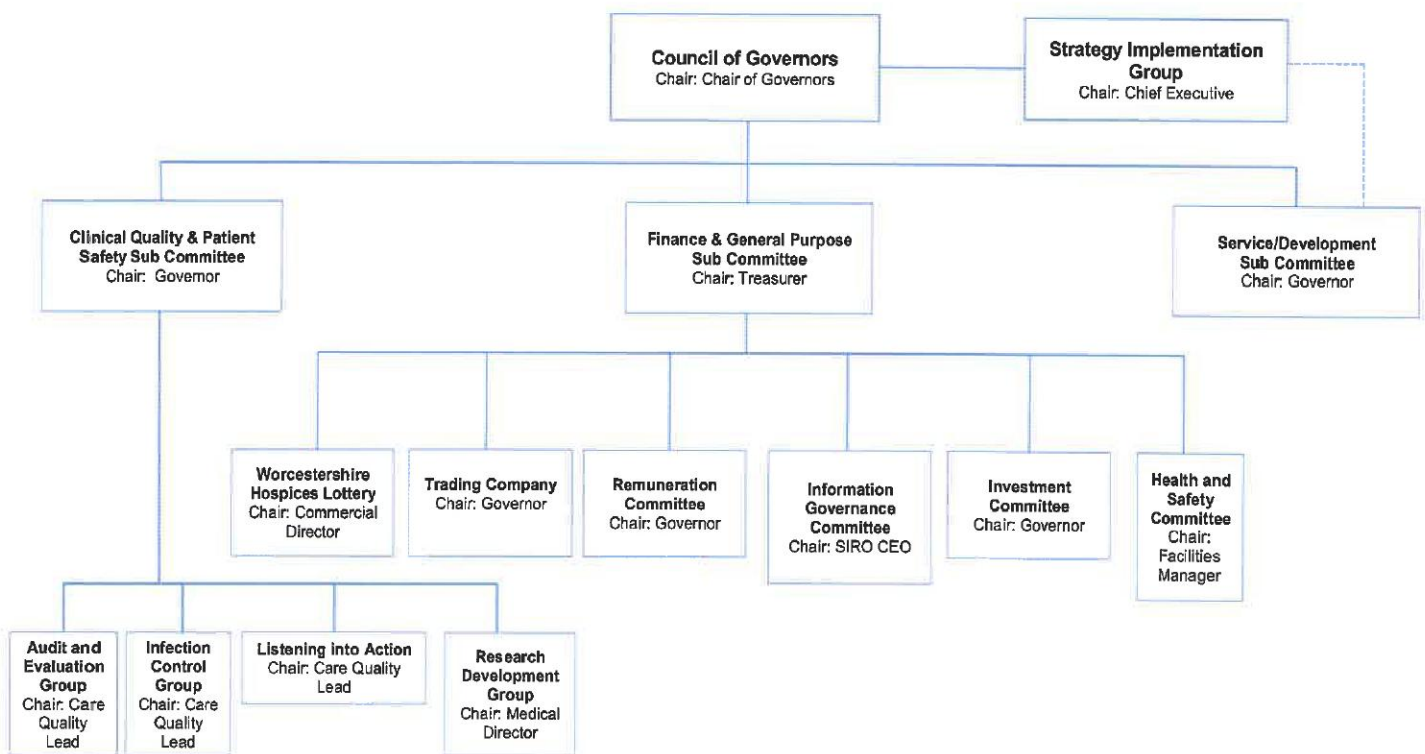 Council of Governors
Chair: Chair of Governors
Strategy Implementation
Group
Chair: Chief Executive
Clinical Quality & Patient
Safety Sub Committee
Chair: Governor
Finance & General Purpose
Sub Committee
Chair: Treasurer
Service/Development
Sub Committee
Chair: Governor
Worcestershire
Hospices Lottery
Chair: Commercial
Director
Trading Company
Chair: Governor
Remuneration
Committee
Chair: Governor
Information
Governance
Committee
Chair: SIRO CEO
Investment
Committee
Chair: Governor
Health and
Safety
Committee
Chair:
Facilities
Manager
Audit and
Evaluation
Group
Chair: Care
Quality
Lead
Infection
Control
Group
Chair: Care
Quality
Lead
Listening into Action
Chair: Care Quality
Lead
Research
Development
Group
Chair: Medical
Director